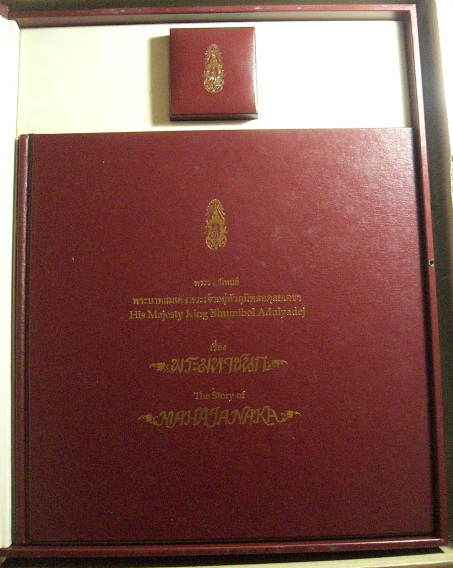 พระราชนิพนธ์
พระบาทสมเด็จพระเจ้าอยู่หัวภูมิพลอดุลยเดชฯ
His Majesty King Bhumibol Adulyadej
เรื่อง
พระมหาชนก
The Story of
MAHAJANAKA